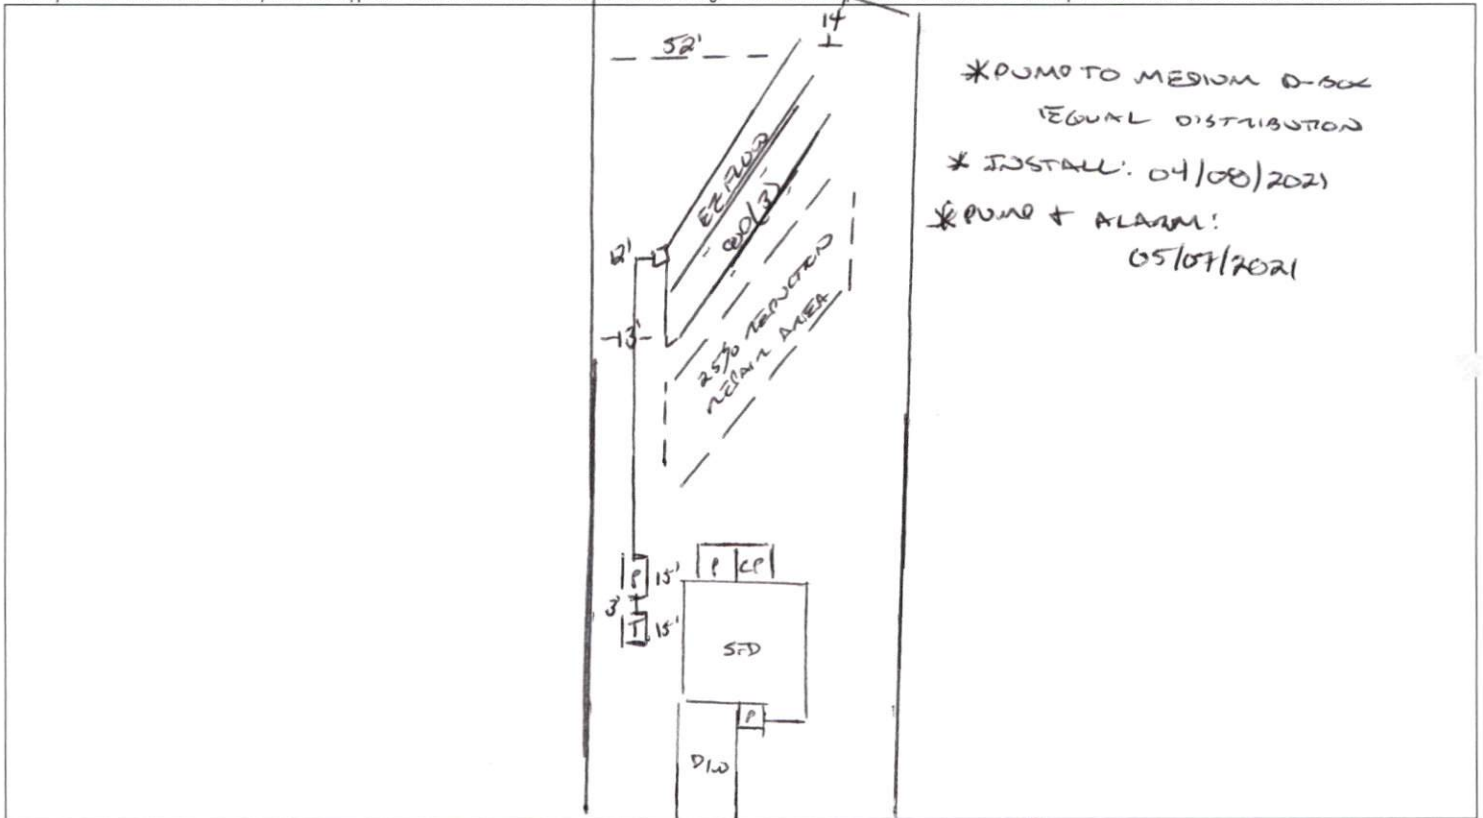 14
52'
*PUMP TO MEDIUM D-BOX
EQUAL DISTRIBUTION
* INSTALL: 04/08/2021
*PUMP + ALARM:
05/07/2021
EZ FLOW
12'
13'
25% REDUCTION
REPAIR AREA
P 15'
3'
T 15'
P CP
SFD
P
D/W